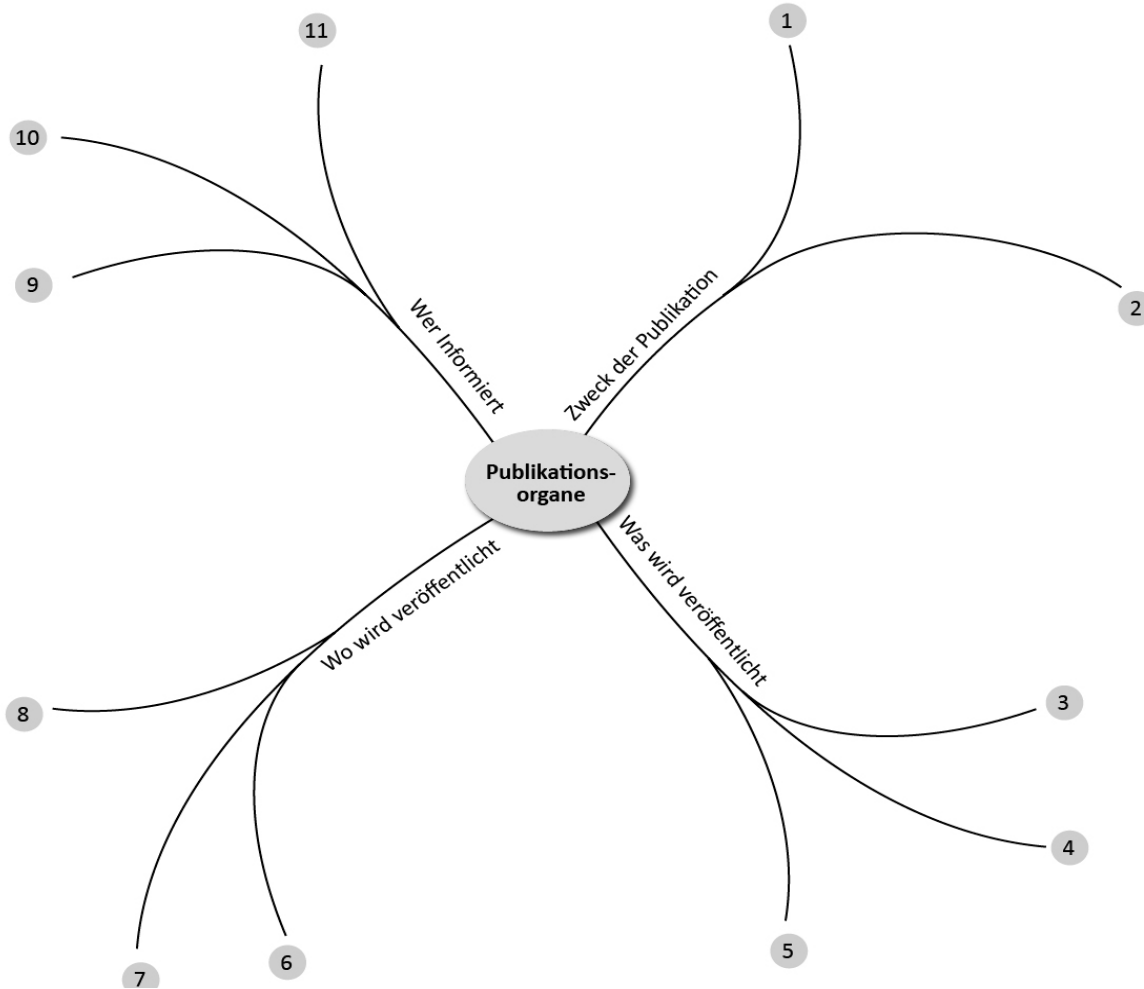 11
1
10
2
9
Wer Informiert
Zweck der Publikation
Publikations-
organe
Wo wird veröffentlicht
Was wird veröffentlicht
8
3
4
7
6
5